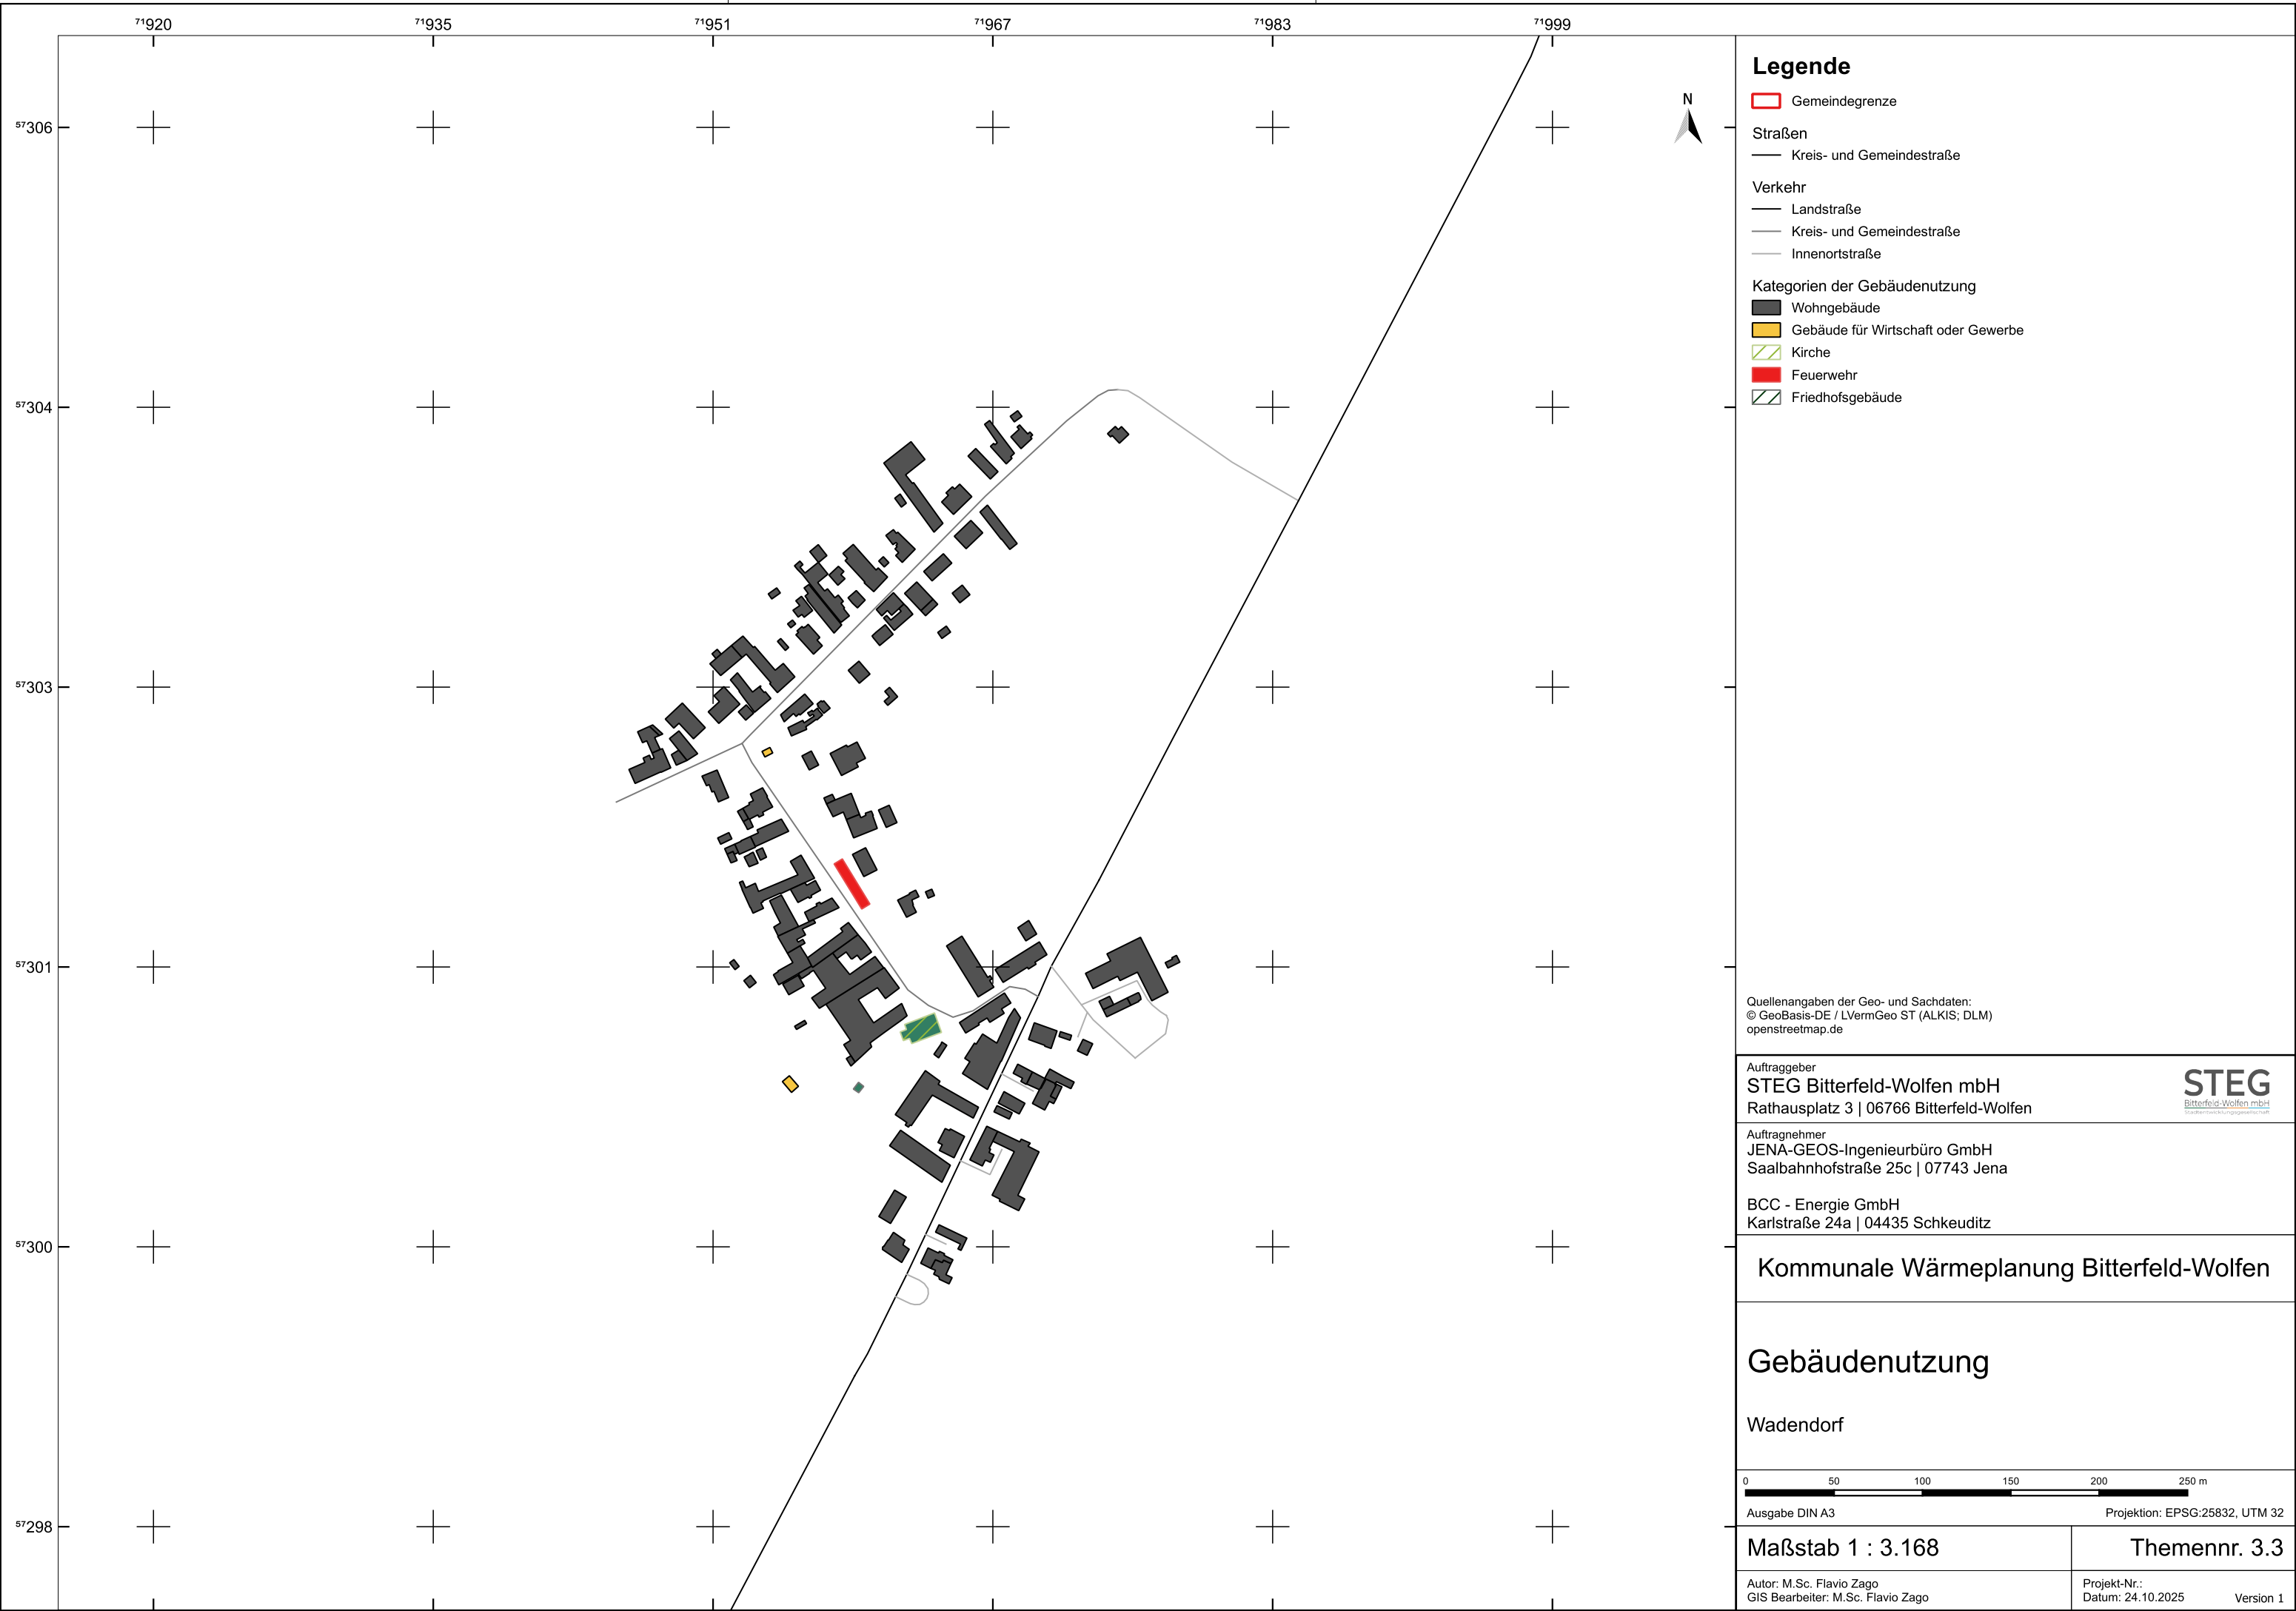 ⁷¹920 ⁷¹935 ⁷¹951 ⁷¹967 ⁷¹983 ⁷¹999
⁵⁷306
⁵⁷304
⁵⁷303
⁵⁷301
⁵⁷300
⁵⁷298
N
Legende
Gemeindegrenze
Straßen
Kreis- und Gemeindestraße
Verkehr
Landstraße
Kreis- und Gemeindestraße
Innenortstraße
Kategorien der Gebäudenutzung
Wohngebäude
Gebäude für Wirtschaft oder Gewerbe
Kirche
Feuerwehr
Friedhofsgebäude
Quellenangaben der Geo- und Sachdaten:
© GeoBasis-DE / LVermGeo ST (ALKIS; DLM)
openstreetmap.de
Auftraggeber
STEG Bitterfeld-Wolfen mbH
Rathausplatz 3 | 06766 Bitterfeld-Wolfen
STEG
Bitterfeld-Wolfen mbH
Stadtentwicklungsgesellschaft
Auftragnehmer
JENA-GEOS-Ingenieurbüro GmbH
Saalbahnhofstraße 25c | 07743 Jena
BCC - Energie GmbH
Karlstraße 24a | 04435 Schkeuditz
Kommunale Wärmeplanung Bitterfeld-Wolfen
Gebäudenutzung
Wadendorf
0 50 100 150 200 250 m
Ausgabe DIN A3 Projektion: EPSG:25832, UTM 32
Maßstab 1 : 3.168 Themennr. 3.3
Autor: M.Sc. Flavio Zago
GIS Bearbeiter: M.Sc. Flavio Zago
Projekt-Nr.:
Datum: 24.10.2025 Version 1